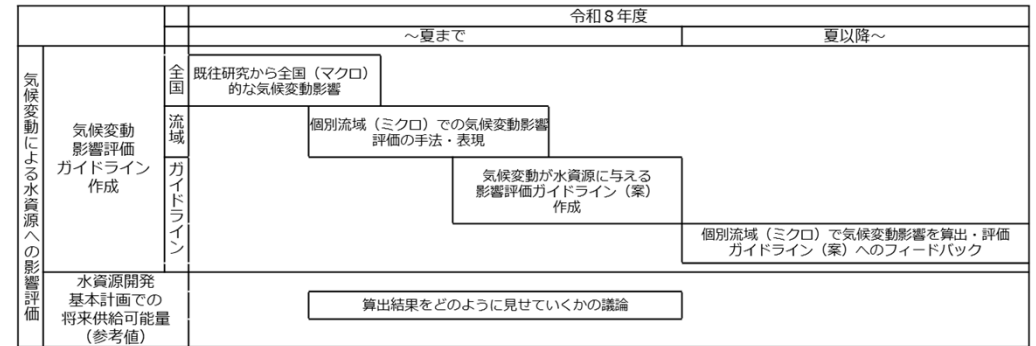 令和８年度
～夏まで
夏以降～
気候変動による水資源への影響評価
気候変動
影響評価
ガイドライン
作成
全国
既往研究から全国（マクロ）
的な気候変動影響
流域
個別流域（ミクロ）での気候変動影響
評価の手法・表現
ガイドライン
気候変動が水資源に与える
影響評価ガイドライン（案）
作成
個別流域（ミクロ）で気候変動影響を算出・評価
ガイドライン（案）へのフィードバック
水資源開発
基本計画での
将来供給可能量
（参考値）
算出結果をどのように見せていくかの議論